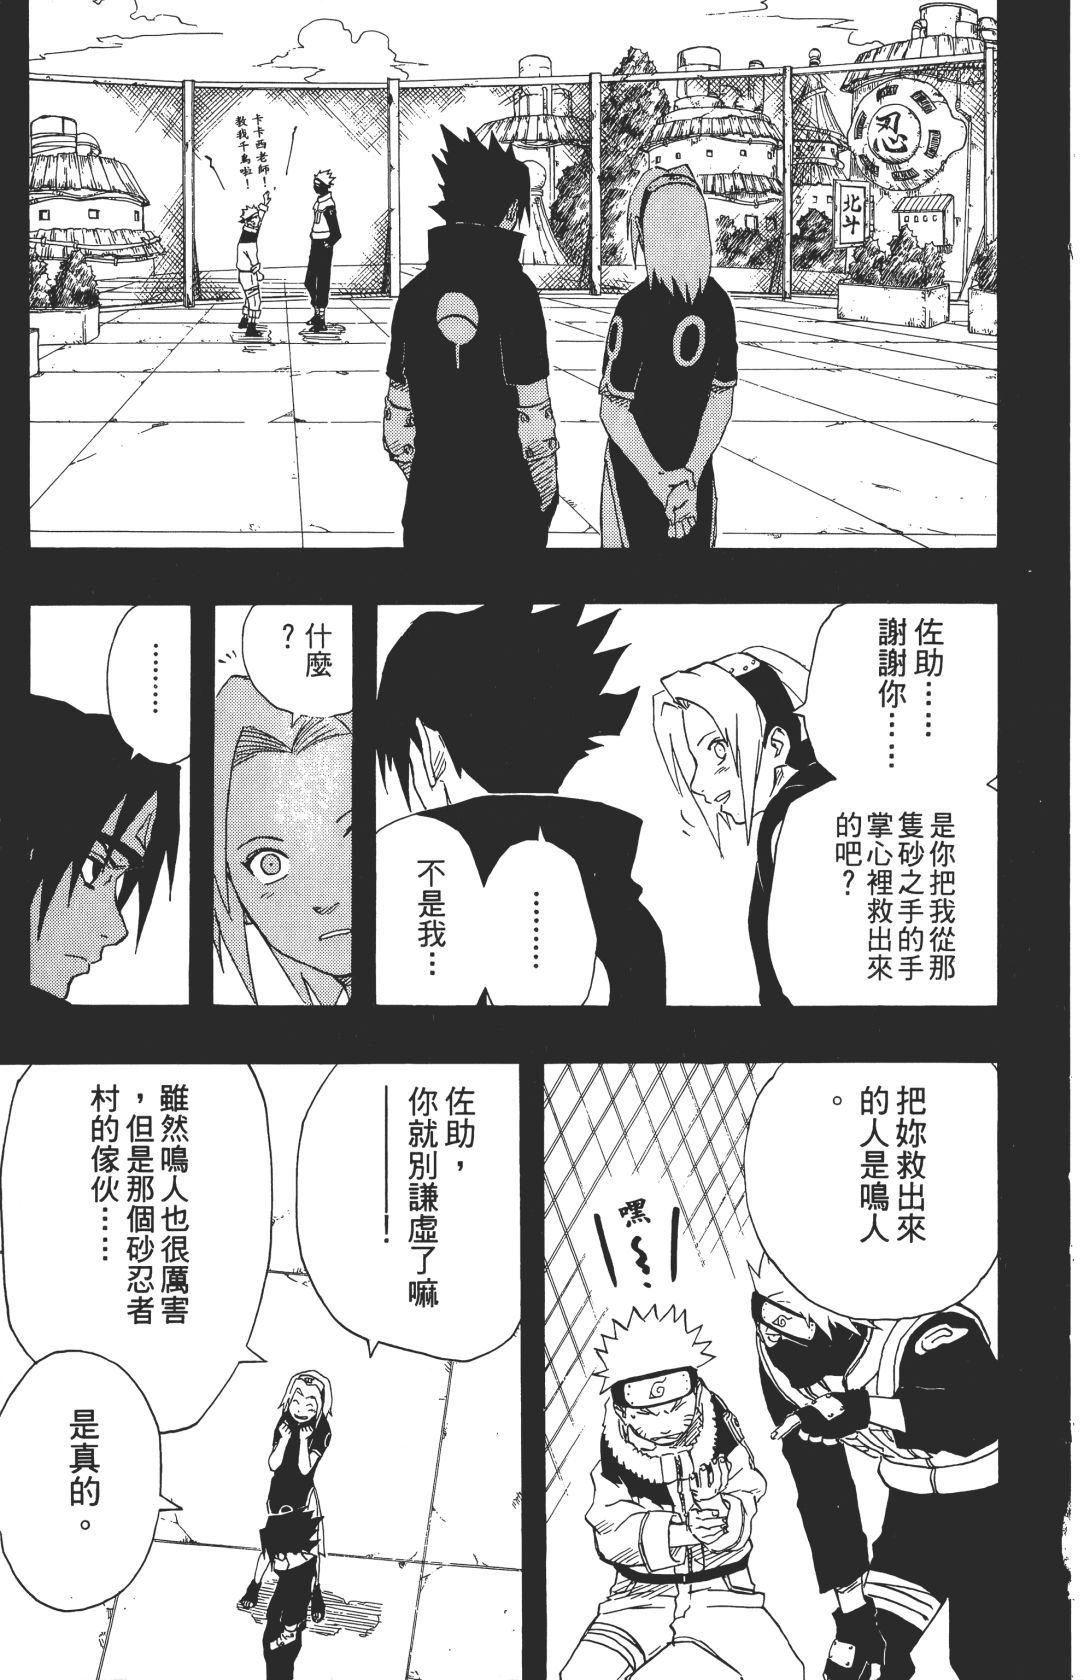 卡卡西老師！
教我千鳥啦！
忍
北斗
佐助……
謝謝你……
是你把我從那
隻砂之手的手
掌心裡救出來
的吧？
………
不是我…
什麼
？
………
把妳救出來
的人是鳴人
。
嘿～
佐助，
你就別謙虛了嘛
——！
雖然鳴人也很厲害
，但是那個砂忍者
村的傢伙……
是真的。